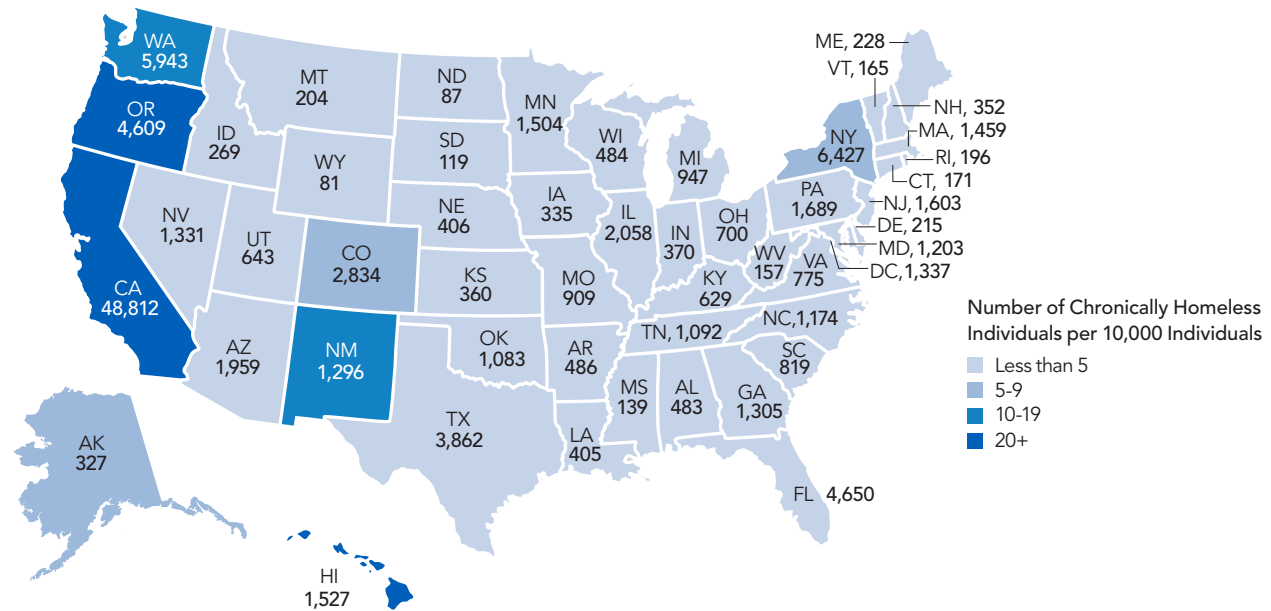 WA
5,943
OR
4,609
CA
48,812
NV
1,331
ID
269
MT
204
WY
81
UT
643
CO
2,834
AZ
1,959
NM
1,296
ND
87
SD
119
NE
406
KS
360
OK
1,083
TX
3,862
MN
1,504
IA
335
MO
909
AR
486
LA
405
WI
484
IL
2,058
MI
947
IN
370
OH
700
KY
629
TN, 1,092
MS
139
AL
483
GA
1,305
FL 4,650
SC
819
NC,1,174
WV
157
VA
775
PA
1,689
NY
6,427
ME, 228
VT, 165
NH, 352
MA, 1,459
RI, 196
CT, 171
NJ, 1,603
DE, 215
MD, 1,203
DC, 1,337
AK
327
HI
1,527
Number of Chronically Homeless
Individuals per 10,000 Individuals
Less than 5
5-9
10-19
20+